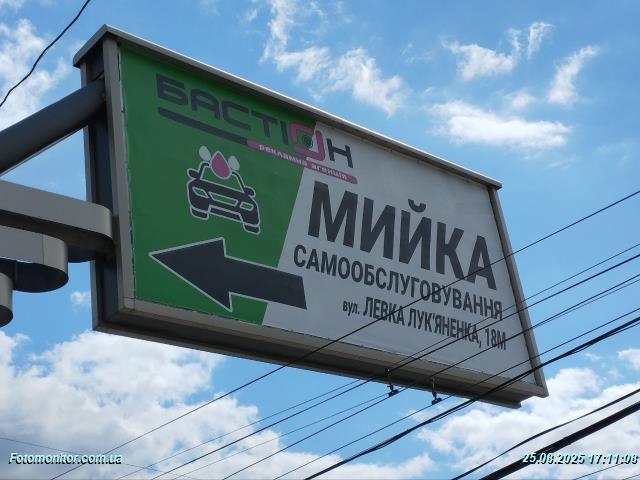 БАСТІОН
рекламна агенція
МИЙКА
САМООБСЛУГОВУВАННЯ
вул. ЛЕВКА ЛУК'ЯНЕНКА, 18М
Fotomonitor.com.ua
25.08.2025 17:11:08